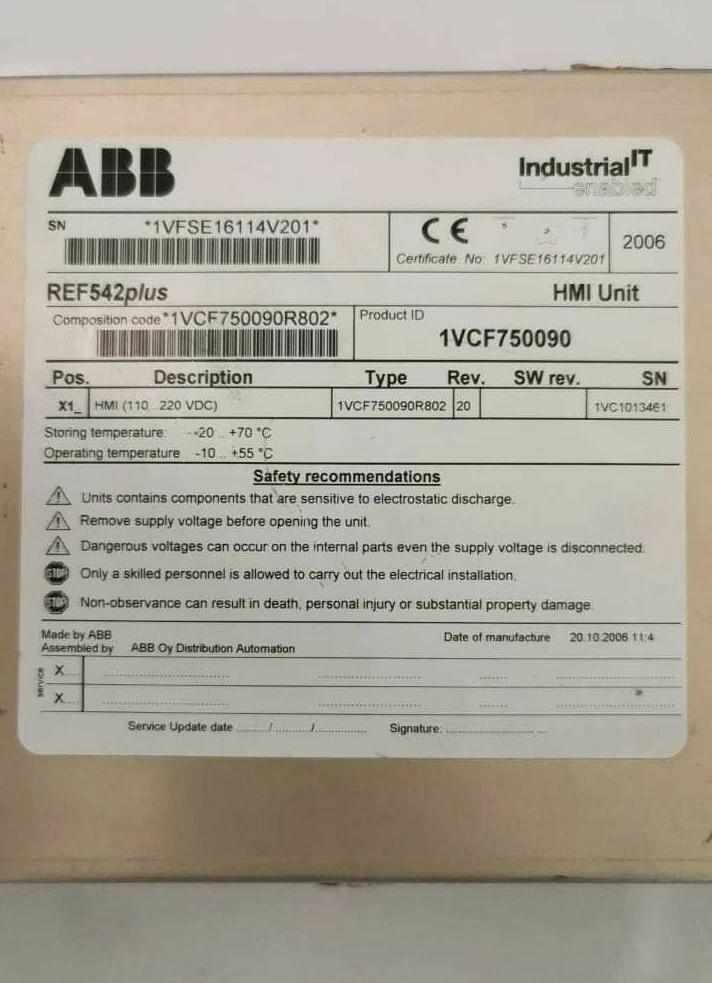 ABB
Industrial IT
enabled
SN *1VFSE16114V201*
CE
Certificate No: 1VFSE16114V201
2006
REF542plus HMI Unit
Composition code *1VCF750090R802*
Product ID
1VCF750090
Pos. Description Type Rev. SW rev. SN
X1_ HMI (110...220 VDC) 1VCF750090R802 20 1VC1013461
Storing temperature: -20 .. +70 °C
Operating temperature -10 .. +55 °C
Safety recommendations
Units contains components that are sensitive to electrostatic discharge.
Remove supply voltage before opening the unit.
Dangerous voltages can occur on the internal parts even the supply voltage is disconnected.
STOP Only a skilled personnel is allowed to carry out the electrical installation.
STOP Non-observance can result in death, personal injury or substantial property damage.
Made by ABB
Assembled by ABB Oy Distribution Automation
Date of manufacture 20.10.2006 11:4
service
X
X
Service Update date ......./.........../.............. Signature: ..............................